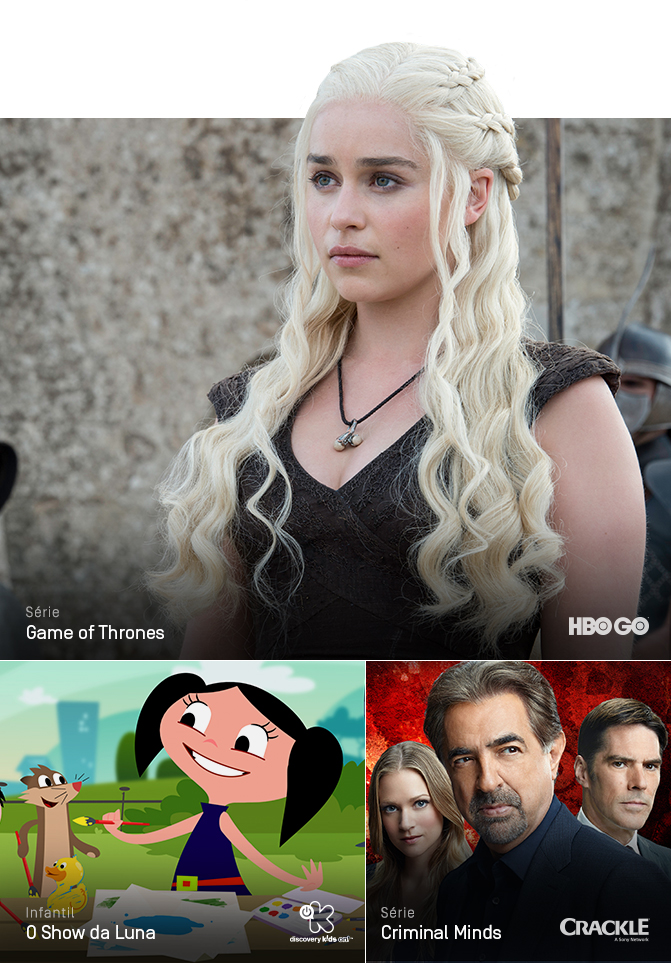 Série
Game of Thrones
HBO GO
Infantil
O Show da Luna
discovery kids
Série
Criminal Minds
CRACKLE
A Sony Network